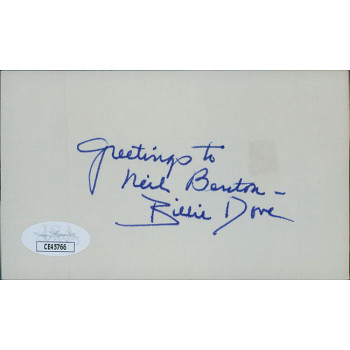 Greetings to
Neil Benton –
Billie Dove
CE43766